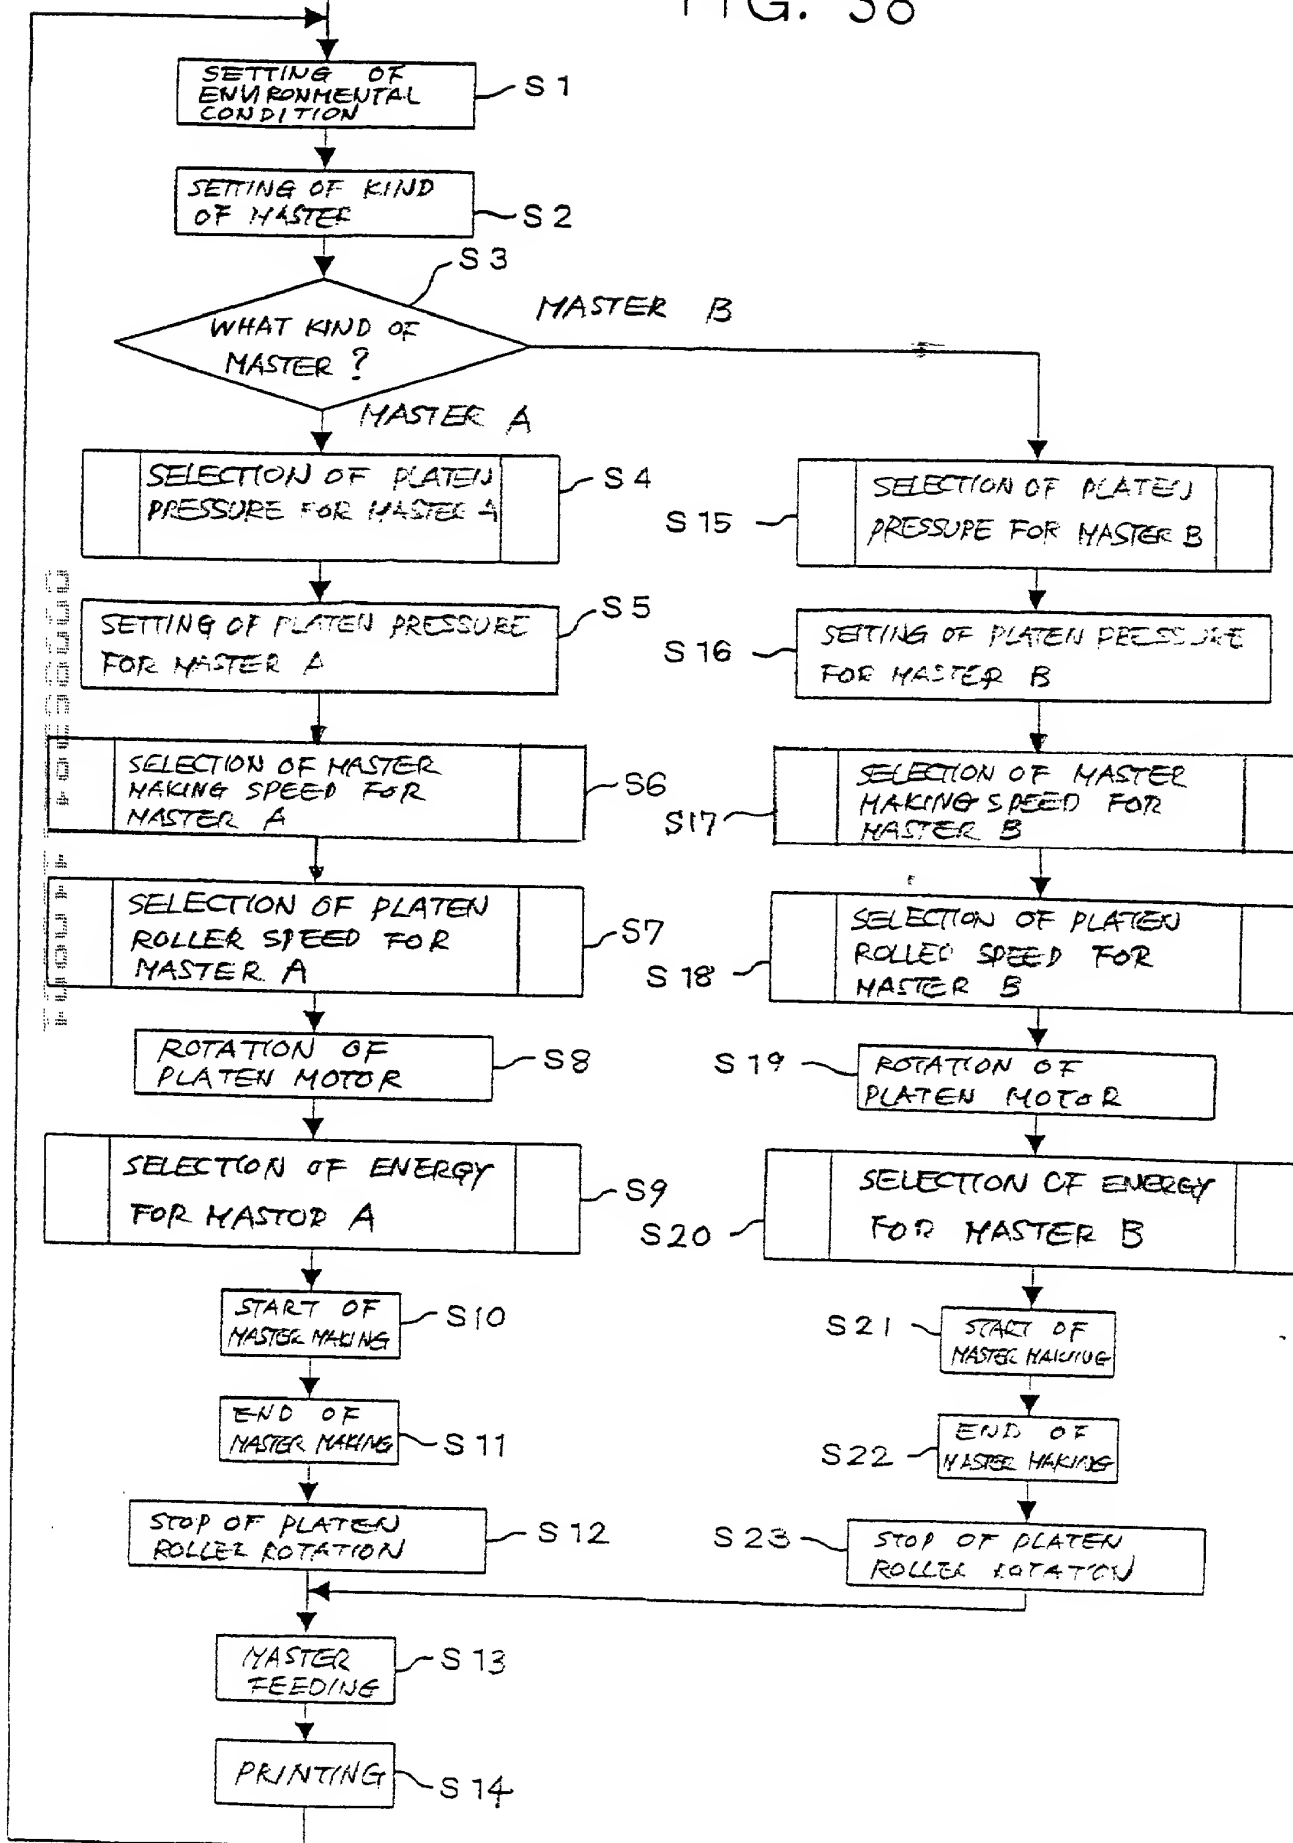 FIG. 38
SETTING OF
ENVIRONMENTAL
CONDITION
S1
SETTING OF KIND
OF MASTER
S2
S3
WHAT KIND OF
MASTER?
MASTER B
MASTER A
SELECTION OF PLATEN
PRESSURE FOR MASTER A
S4
SETTING OF PLATEN PRESSURE
FOR MASTER A
S5
SELECTION OF MASTER
MAKING SPEED FOR
MASTER A
S6
SELECTION OF PLATEN
ROLLER SPEED FOR
MASTER A
S7
ROTATION OF
PLATEN MOTOR
S8
SELECTION OF ENERGY
FOR MASTOR A
S9
START OF
MASTER MAKING
S10
END OF
MASTER MAKING
S11
STOP OF PLATEN
ROLLER ROTATION
S12
MASTER
FEEDING
S13
PRINTING
S14
SELECTION OF PLATEN
PRESSURE FOR MASTER B
S15
SETTING OF PLATEN PRESSURE
FOR MASTER B
S16
SELECTION OF MASTER
MAKING SPEED FOR
MASTER B
S17
SELECTION OF PLATEN
ROLLER SPEED FOR
MASTER B
S18
ROTATION OF
PLATEN MOTOR
S19
SELECTION OF ENERGY
FOR MASTER B
S20
START OF
MASTER MAKING
S21
END OF
MASTER MAKING
S22
STOP OF PLATEN
ROLLER ROTATION
S23